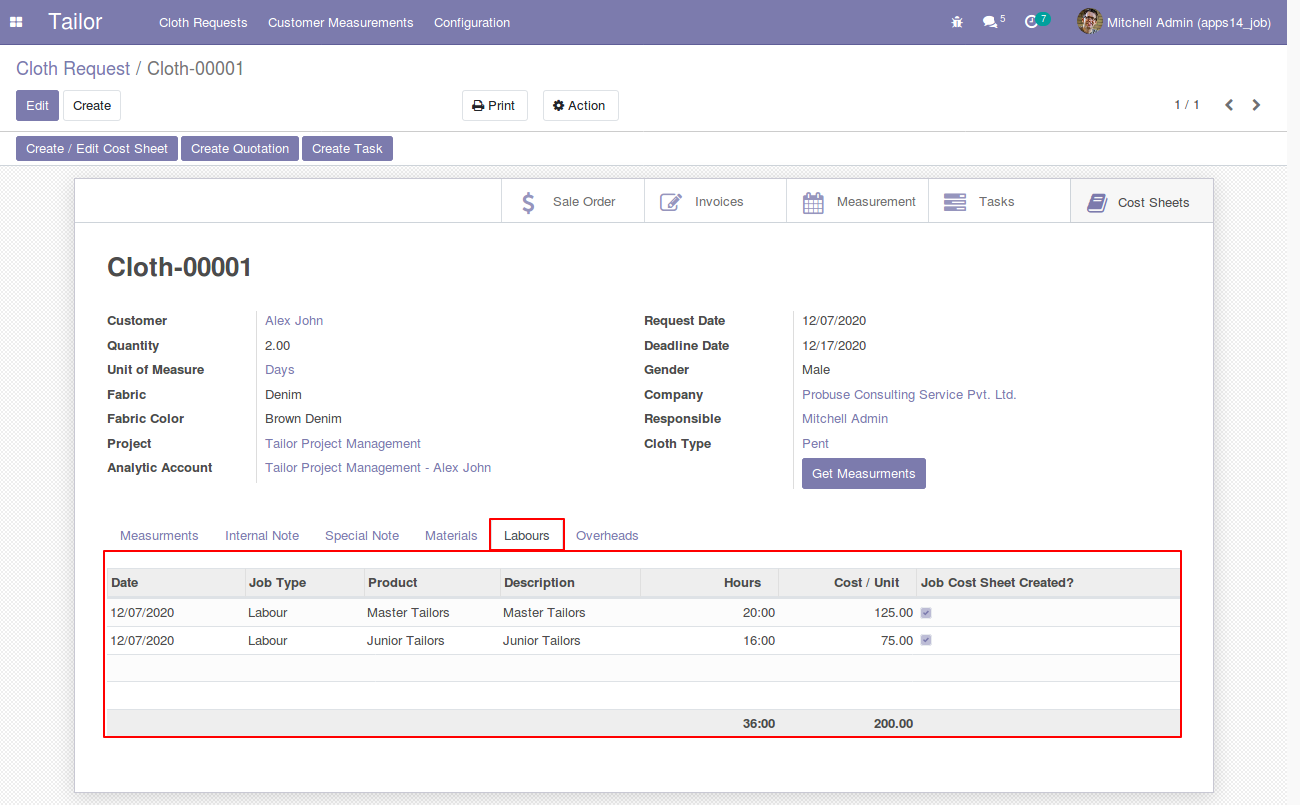 Tailor Cloth Requests Customer Measurements Configuration 5 7 Mitchell Admin (apps14_job)
Cloth Request / Cloth-00001
Edit Create Print Action 1 / 1
Create / Edit Cost Sheet Create Quotation Create Task
Sale Order Invoices Measurement Tasks Cost Sheets
Cloth-00001
Customer Alex John Request Date 12/07/2020
Quantity 2.00 Deadline Date 12/17/2020
Unit of Measure Days Gender Male
Fabric Denim Company Probuse Consulting Service Pvt. Ltd.
Fabric Color Brown Denim Responsible Mitchell Admin
Project Tailor Project Management Cloth Type Pent
Analytic Account Tailor Project Management - Alex John Get Measurments
Measurments Internal Note Special Note Materials Labours Overheads
Date Job Type Product Description Hours Cost / Unit Job Cost Sheet Created?
12/07/2020 Labour Master Tailors Master Tailors 20:00 125.00
12/07/2020 Labour Junior Tailors Junior Tailors 16:00 75.00
36:00 200.00